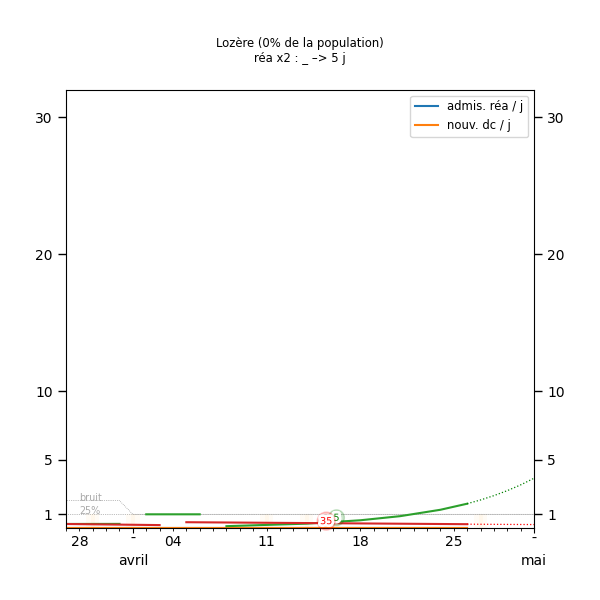 Lozère (0% de la population)
réa x2 : _ –> 5 j
admis. réa / j
nouv. dc / j
30
30
20
20
10
10
5
5
bruit
25%
1
1
35
5
28
-
04
11
18
25
-
avril
mai